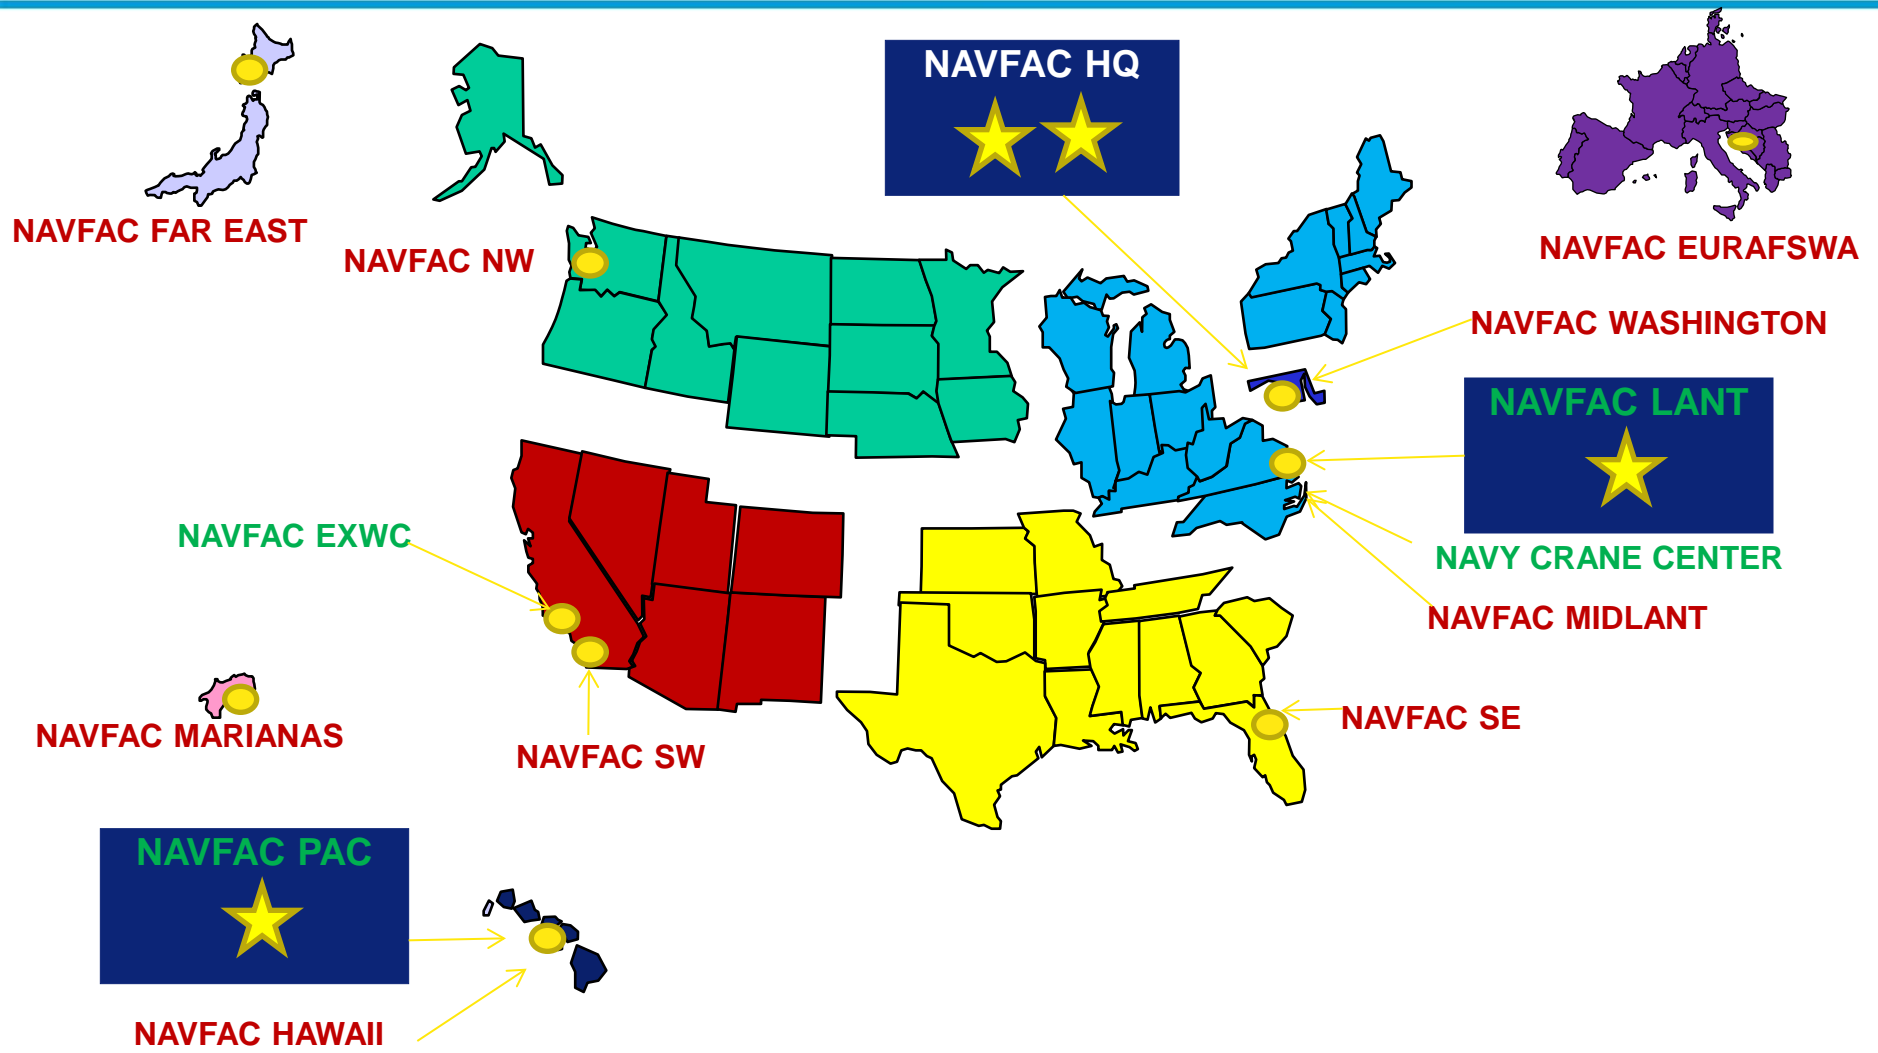 NAVFAC HQ
NAVFAC FAR EAST
NAVFAC NW
NAVFAC EURAFSWA
NAVFAC WASHINGTON
NAVFAC LANT
NAVFAC EXWC
NAVY CRANE CENTER
NAVFAC MIDLANT
NAVFAC MARIANAS
NAVFAC SW
NAVFAC SE
NAVFAC PAC
NAVFAC HAWAII